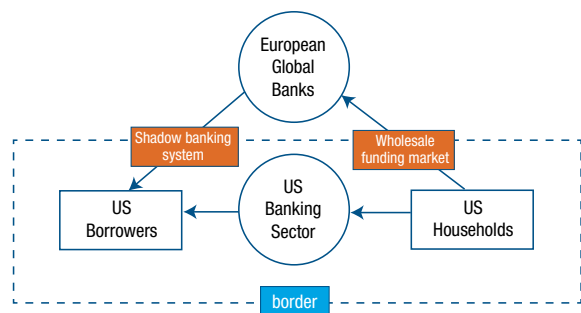 European
Global
Banks
Shadow banking
system
Wholesale
funding market
US
Borrowers
US
Banking
Sector
US
Households
border